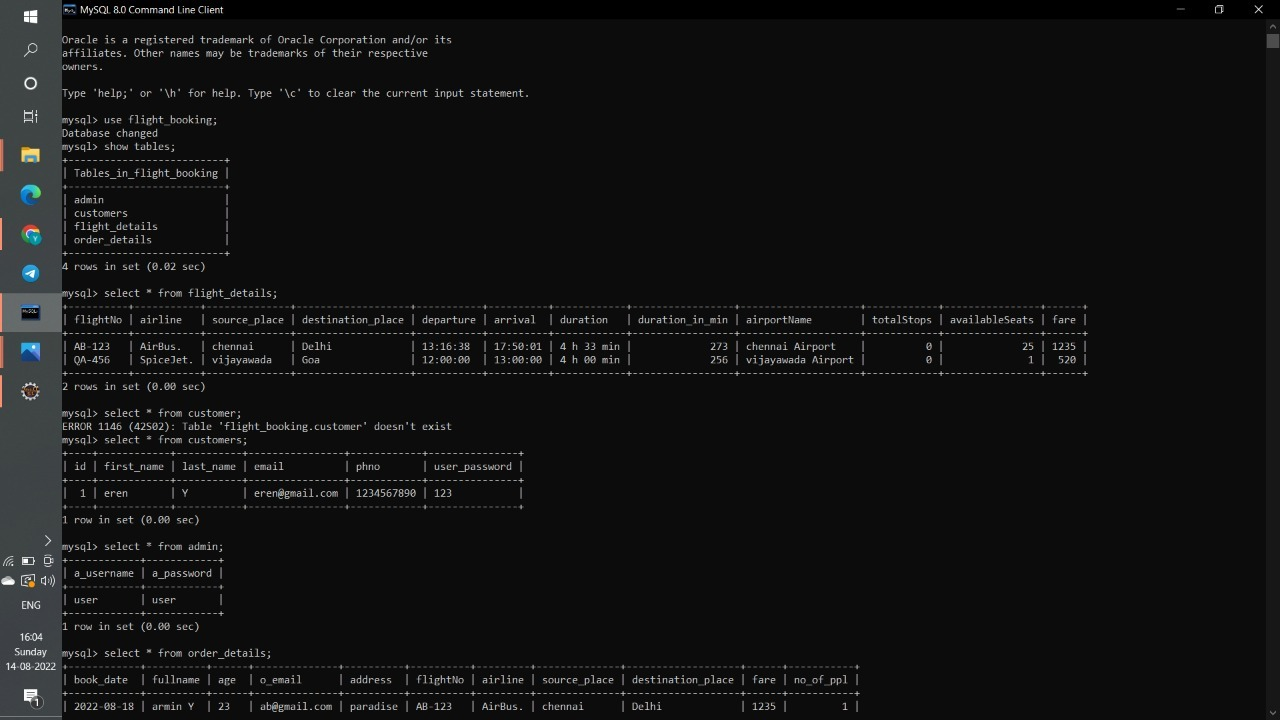 MySQL 8.0 Command Line Client
Oracle is a registered trademark of Oracle Corporation and/or its
affiliates. Other names may be trademarks of their respective
owners.
Type 'help;' or '\h' for help. Type '\c' to clear the current input statement.
mysql> use flight_booking;
Database changed
mysql> show tables;
+--------------------------+
| Tables_in_flight_booking |
+--------------------------+
| admin                    |
| customers                |
| flight_details           |
| order_details            |
+--------------------------+
4 rows in set (0.02 sec)
mysql> select * from flight_details;
+----------+-----------+--------------+-------------------+-----------+----------+------------+-----------------+--------------------+------------+----------------+------+
| flightNo | airline   | source_place | destination_place | departure | arrival  | duration   | duration_in_min | airportName        | totalStops | availableSeats | fare |
+----------+-----------+--------------+-------------------+-----------+----------+------------+-----------------+--------------------+------------+----------------+------+
| AB-123   | AirBus.   | chennai      | Delhi             | 13:16:38  | 17:50:01 | 4 h 33 min |             273 | chennai Airport    |          0 |             25 | 1235 |
| QA-456   | SpiceJet. | vijayawada   | Goa               | 12:00:00  | 13:00:00 | 4 h 00 min |             256 | vijayawada Airport |          0 |              1 |  520 |
+----------+-----------+--------------+-------------------+-----------+----------+------------+-----------------+--------------------+------------+----------------+------+
2 rows in set (0.00 sec)
mysql> select * from customer;
ERROR 1146 (42S02): Table 'flight_booking.customer' doesn't exist
mysql> select * from customers;
+----+------------+-----------+----------------+------------+---------------+
| id | first_name | last_name | email          | phno       | user_password |
+----+------------+-----------+----------------+------------+---------------+
|  1 | eren       | Y         | eren@gmail.com | 1234567890 | 123           |
+----+------------+-----------+----------------+------------+---------------+
1 row in set (0.00 sec)
mysql> select * from admin;
+------------+------------+
| a_username | a_password |
+------------+------------+
| user       | user       |
+------------+------------+
1 row in set (0.00 sec)
mysql> select * from order_details;
+------------+----------+-----+--------------+----------+----------+---------+--------------+-------------------+------+-----------+
| book_date  | fullname | age | o_email      | address  | flightNo | airline | source_place | destination_place | fare | no_of_ppl |
+------------+----------+-----+--------------+----------+----------+---------+--------------+-------------------+------+-----------+
| 2022-08-18 | armin Y  | 23  | ab@gmail.com | paradise | AB-123   | AirBus. | chennai      | Delhi             | 1235 |         1 |
ENG
16:04
Sunday
14-08-2022
1